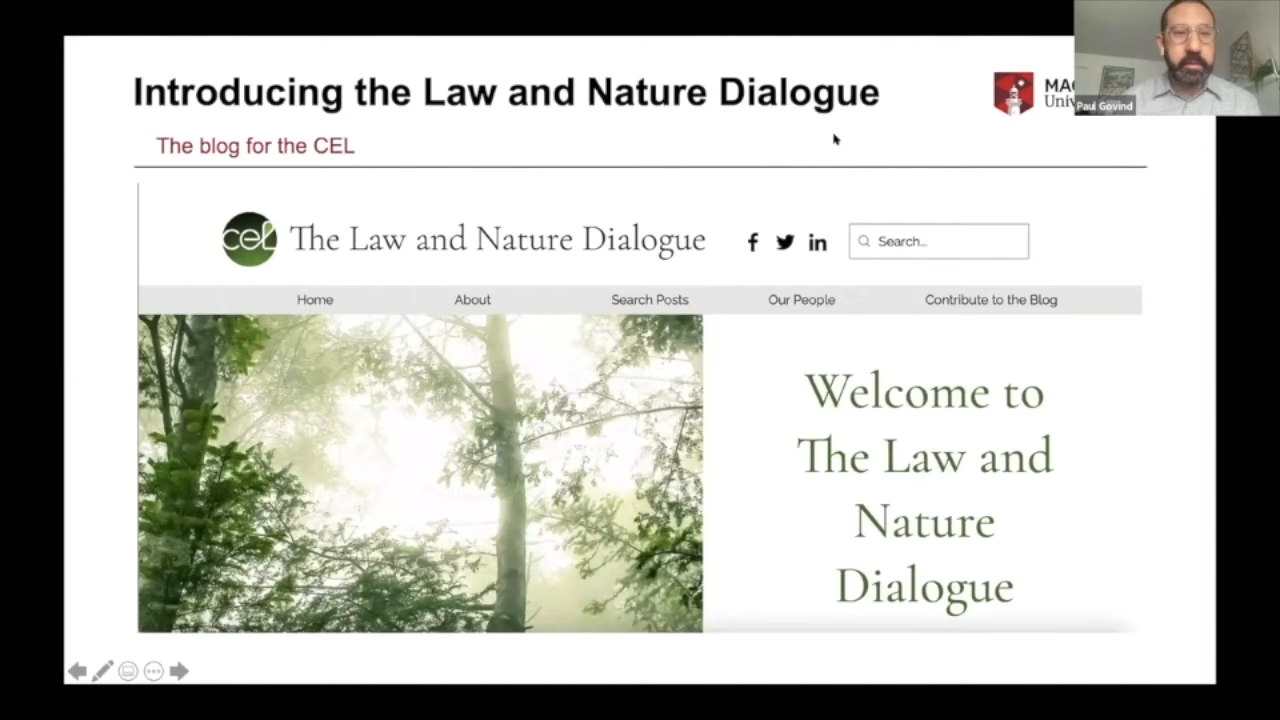 Introducing the Law and Nature Dialogue
Paul Govind
The blog for the CEL
cel The Law and Nature Dialogue
Search...
Home About Search Posts Our People Contribute to the Blog
Welcome to
The Law and
Nature
Dialogue